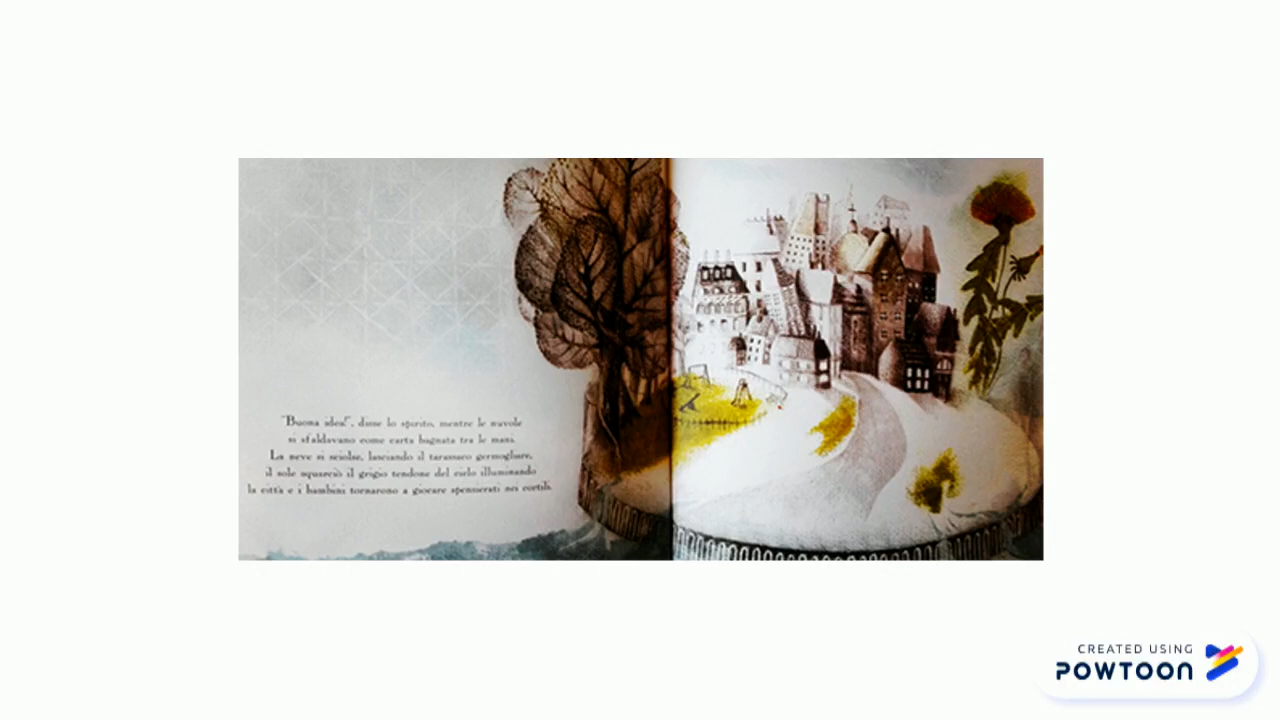 "Buona idea!", disse lo spirito, mentre le nuvole
si sfaldavano come carta bagnata tra le mani.
La neve si sciolse, lasciando il tarassaco germogliare,
il sole squarciò il grigio tendone del cielo illuminando
la città e i bambini tornarono a giocare spensierati nei cortili.
CREATED USING
POWTOON